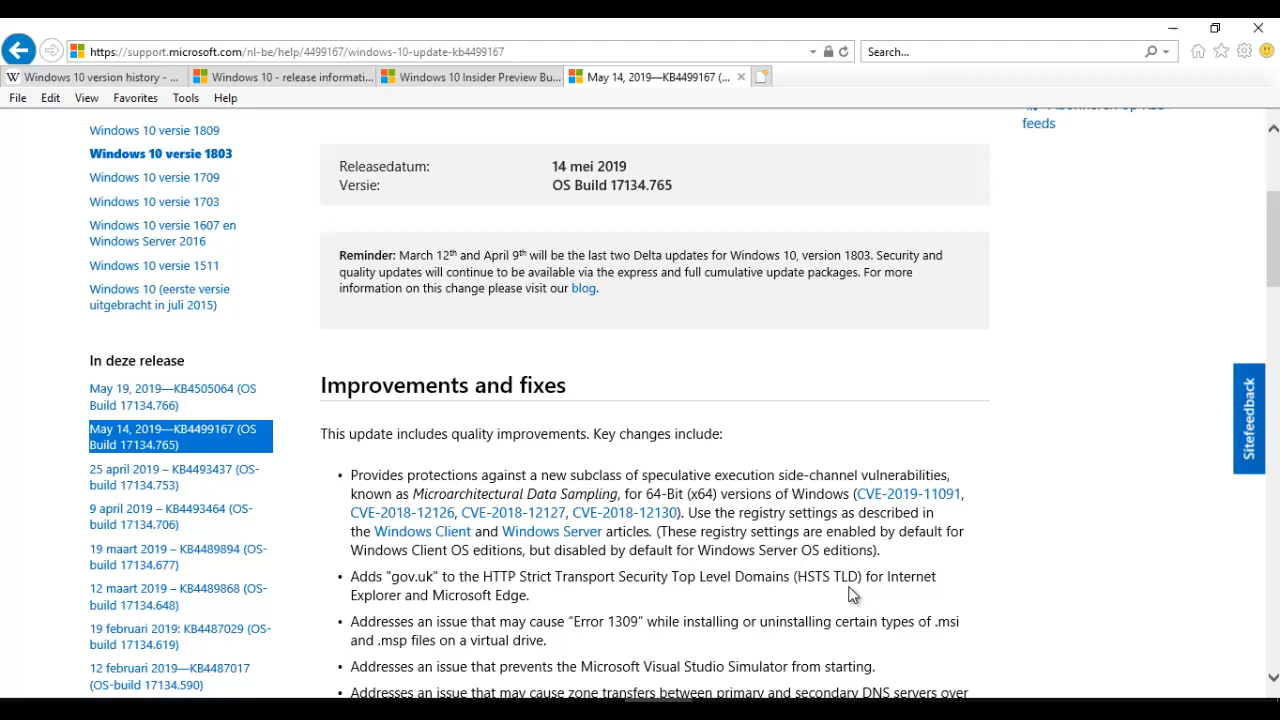 https://support.microsoft.com/nl-be/help/4499167/windows-10-update-kb4499167
Search...
Windows 10 version history - ...
Windows 10 - release informati...
Windows 10 Insider Preview Bu...
May 14, 2019—KB4499167 (...
File Edit View Favorites Tools Help
Windows 10 versie 1809
Windows 10 versie 1803
Windows 10 versie 1709
Windows 10 versie 1703
Windows 10 versie 1607 en
Windows Server 2016
Windows 10 versie 1511
Windows 10 (eerste versie
uitgebracht in juli 2015)
In deze release
May 19, 2019—KB4505064 (OS
Build 17134.766)
May 14, 2019—KB4499167 (OS
Build 17134.765)
25 april 2019 – KB4493437 (OS-
build 17134.753)
9 april 2019 – KB4493464 (OS-
build 17134.706)
19 maart 2019 – KB4489894 (OS-
build 17134.677)
12 maart 2019 – KB4489868 (OS-
build 17134.648)
19 februari 2019: KB4487029 (OS-
build 17134.619)
12 februari 2019—KB4487017
(OS-build 17134.590)
Releasedatum: 14 mei 2019
Versie: OS Build 17134.765
Reminder: March 12th and April 9th will be the last two Delta updates for Windows 10, version 1803. Security and
quality updates will continue to be available via the express and full cumulative update packages. For more
information on this change please visit our blog.
Improvements and fixes
This update includes quality improvements. Key changes include:
• Provides protections against a new subclass of speculative execution side-channel vulnerabilities,
known as Microarchitectural Data Sampling, for 64-Bit (x64) versions of Windows (CVE-2019-11091,
CVE-2018-12126, CVE-2018-12127, CVE-2018-12130). Use the registry settings as described in
the Windows Client and Windows Server articles. (These registry settings are enabled by default for
Windows Client OS editions, but disabled by default for Windows Server OS editions).
• Adds "gov.uk" to the HTTP Strict Transport Security Top Level Domains (HSTS TLD) for Internet
Explorer and Microsoft Edge.
• Addresses an issue that may cause “Error 1309” while installing or uninstalling certain types of .msi
and .msp files on a virtual drive.
• Addresses an issue that prevents the Microsoft Visual Studio Simulator from starting.
• Addresses an issue that may cause zone transfers between primary and secondary DNS servers over
feeds
Sitefeedback